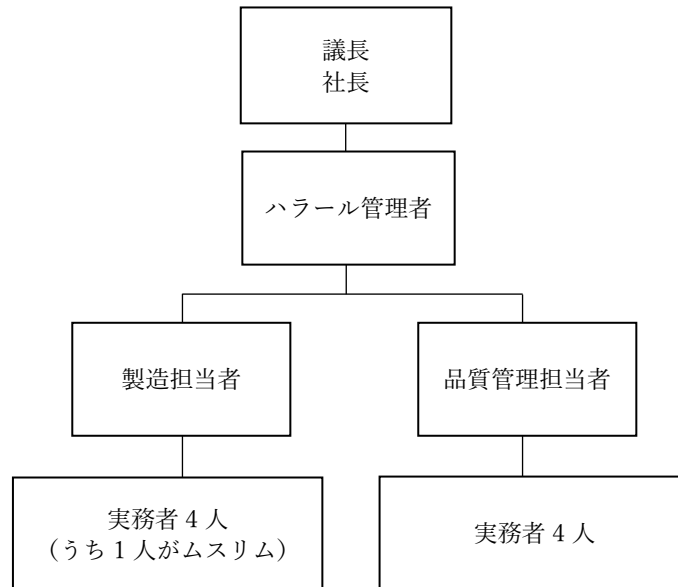 議長
社長
ハラール管理者
製造担当者
品質管理担当者
実務者 4 人
（うち 1 人がムスリム）
実務者 4 人